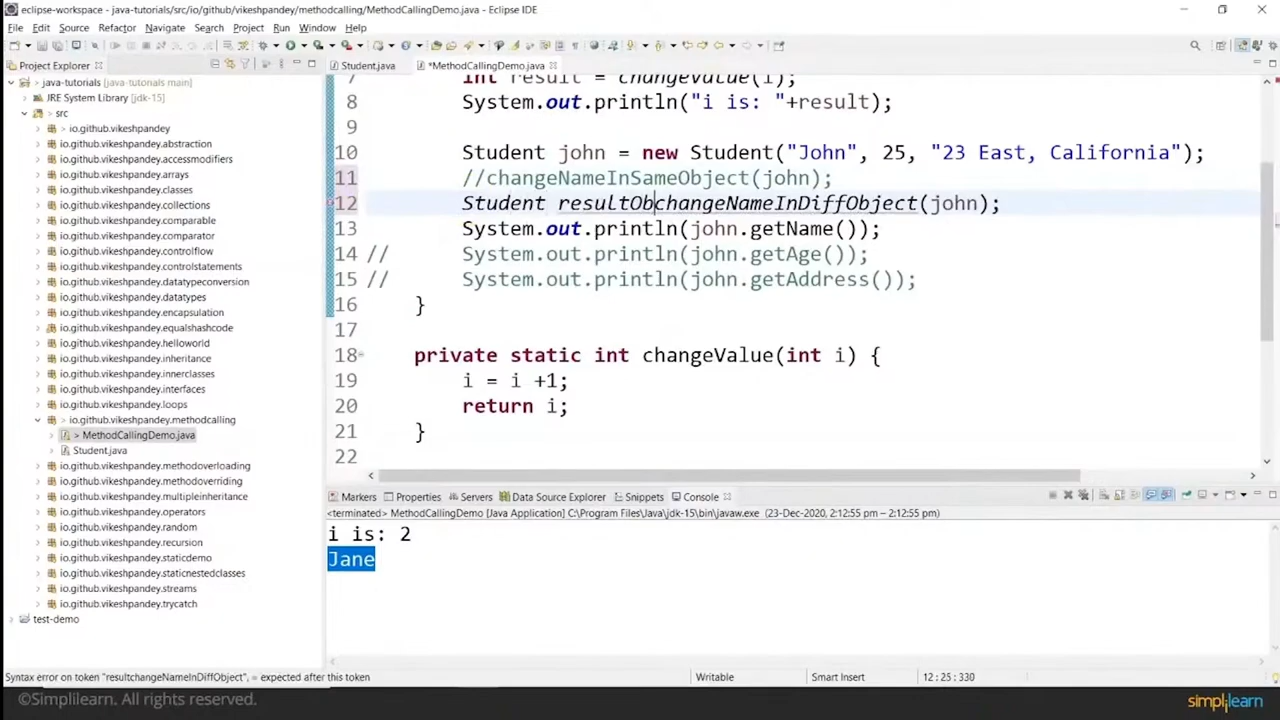 eclipse-workspace - java-tutorials/src/io/github/vikeshpandey/methodcalling/MethodCallingDemo.java - Eclipse IDE
File Edit Source Refactor Navigate Search Project Run Window Help
Project Explorer
Student.java
*MethodCallingDemo.java
java-tutorials [java-tutorials main]
JRE System Library [jdk-15]
src
> io.github.vikeshpandey
io.github.vikeshpandey.abstraction
io.github.vikeshpandey.accessmodifiers
io.github.vikeshpandey.arrays
io.github.vikeshpandey.classes
io.github.vikeshpandey.collections
io.github.vikeshpandey.comparable
io.github.vikeshpandey.controlflow
io.github.vikeshpandey.controlstatements
io.github.vikeshpandey.datatypeconversion
io.github.vikeshpandey.datatypes
io.github.vikeshpandey.encapsulation
io.github.vikeshpandey.equalshashcode
io.github.vikeshpandey.helloworld
io.github.vikeshpandey.inheritance
io.github.vikeshpandey.innerclasses
io.github.vikeshpandey.interfaces
io.github.vikeshpandey.loops
> io.github.vikeshpandey.methodcalling
> MethodCallingDemo.java
Student.java
io.github.vikeshpandey.methodoverloading
io.github.vikeshpandey.methodoverriding
io.github.vikeshpandey.multipleinheritance
io.github.vikeshpandey.operators
io.github.vikeshpandey.random
io.github.vikeshpandey.recursion
io.github.vikeshpandey.staticdemo
io.github.vikeshpandey.staticnestedclasses
io.github.vikeshpandey.streams
io.github.vikeshpandey.trycatch
test-demo
7 int result = changeValue(i);
8 System.out.println("i is: "+result);
9
10 Student john = new Student("John", 25, "23 East, California");
11 //changeNameInSameObject(john);
12 Student resultObchangeNameInDiffObject(john);
13 System.out.println(john.getName());
14 // System.out.println(john.getAge());
15 // System.out.println(john.getAddress());
16 }
17
18 private static int changeValue(int i) {
19 i = i +1;
20 return i;
21 }
22
Markers Properties Servers Data Source Explorer Snippets Console
<terminated> MethodCallingDemo [Java Application] C:\Program Files\Java\jdk-15\bin\javaw.exe (23-Dec-2020, 2:12:55 pm – 2:12:55 pm)
i is: 2
Jane
Syntax error on token "resultchangeNameInDiffObject", = expected after this token
Writable
Smart Insert
12 : 25 : 330
©Simplilearn. All rights reserved.
simplilearn